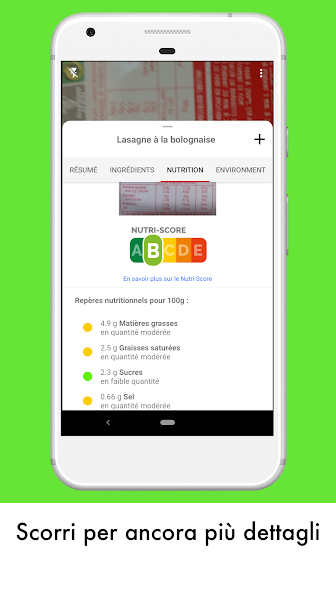 Lasagne à la bolognaise
RÉSUMÉ INGRÉDIENTS NUTRITION ENVIRONMENT
NUTRI-SCORE
A B C D E
En savoir plus sur le Nutri-Score
Repères nutritionnels pour 100g :
4.9 g Matières grasses
en quantité modérée
2.5 g Graisses saturées
en quantité modérée
2.3 g Sucres
en faible quantité
0.66 g Sel
en quantité modérée
Scorri per ancora più dettagli